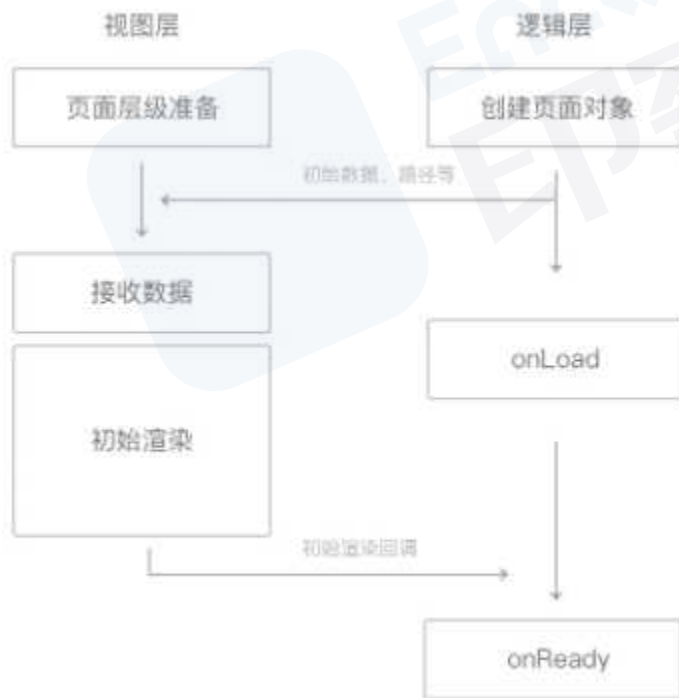 视图层
逻辑层
页面层级准备
创建页面对象
初始数据、路径等
接收数据
onLoad
初始渲染
初始渲染回调
onReady